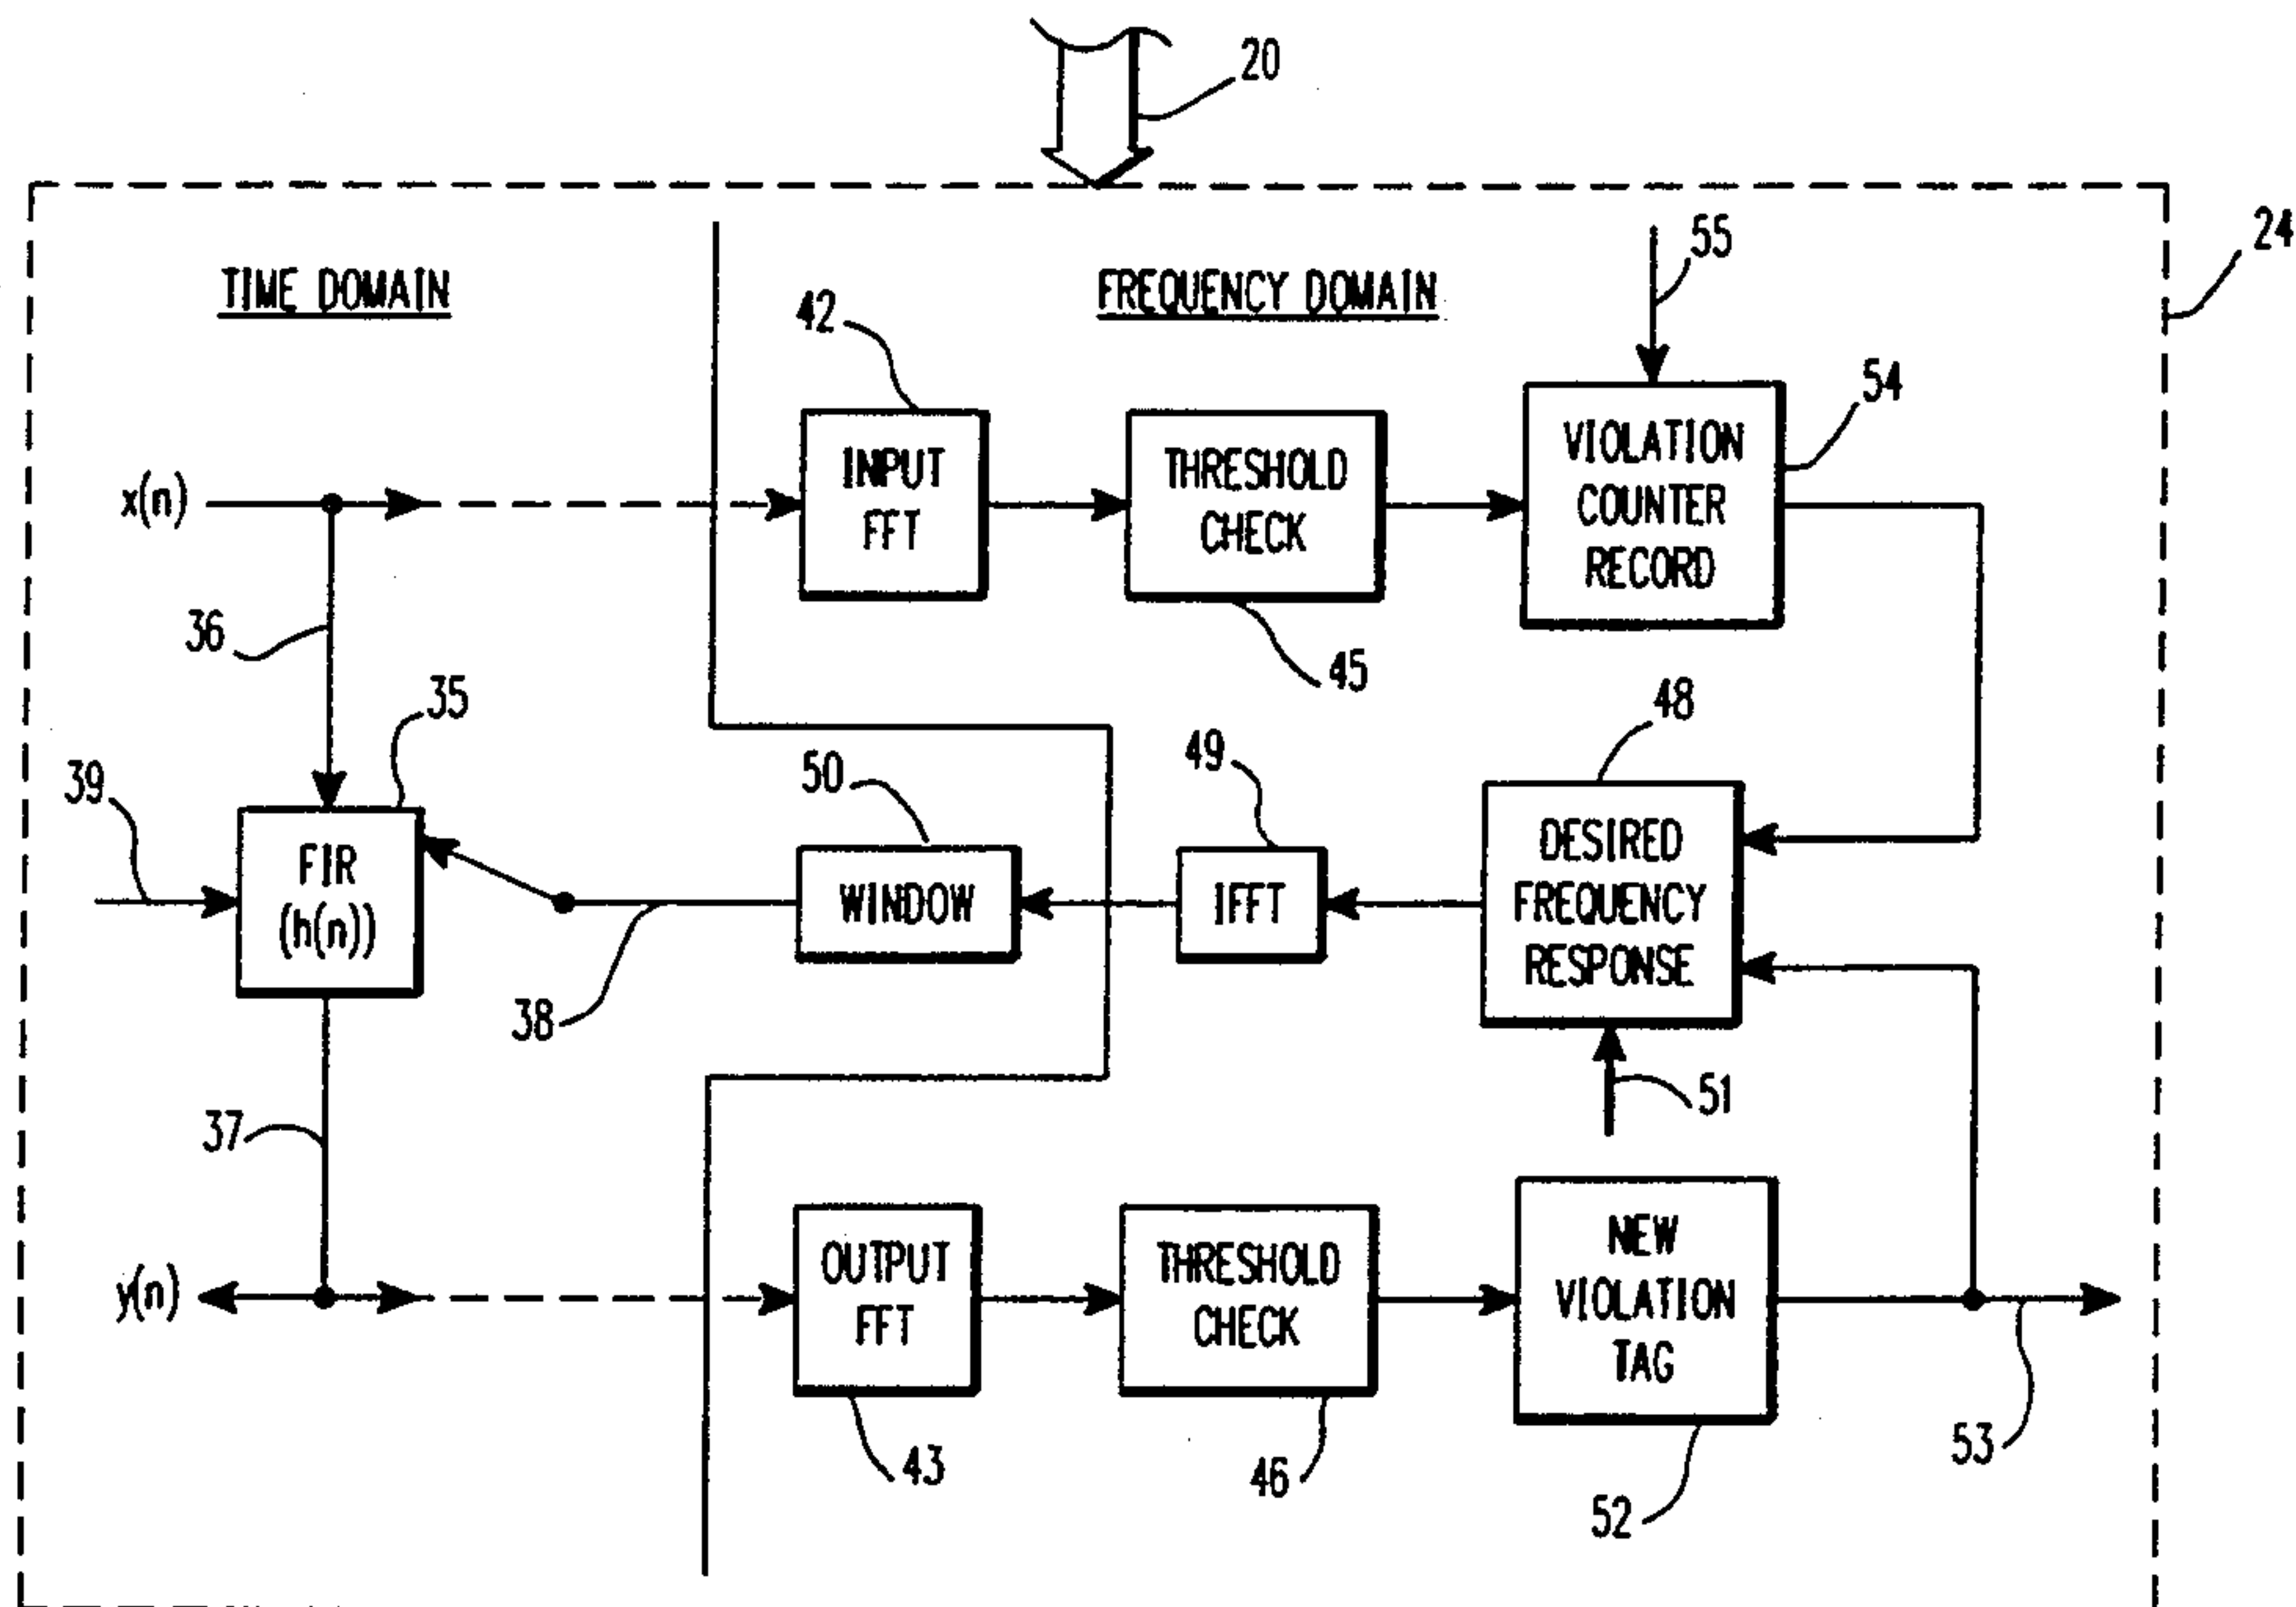 20
24
TIME DOMAIN
FREQUENCY DOMAIN
55
42
54
x(n)
INPUT
FFT
THRESHOLD
CHECK
VIOLATION
COUNTER
RECORD
36
45
35
48
39
50
49
FIR
(h(n))
WINDOW
IFFT
DESIRED
FREQUENCY
RESPONSE
38
51
37
y(n)
OUTPUT
FFT
THRESHOLD
CHECK
NEW
VIOLATION
TAG
43
46
52
53